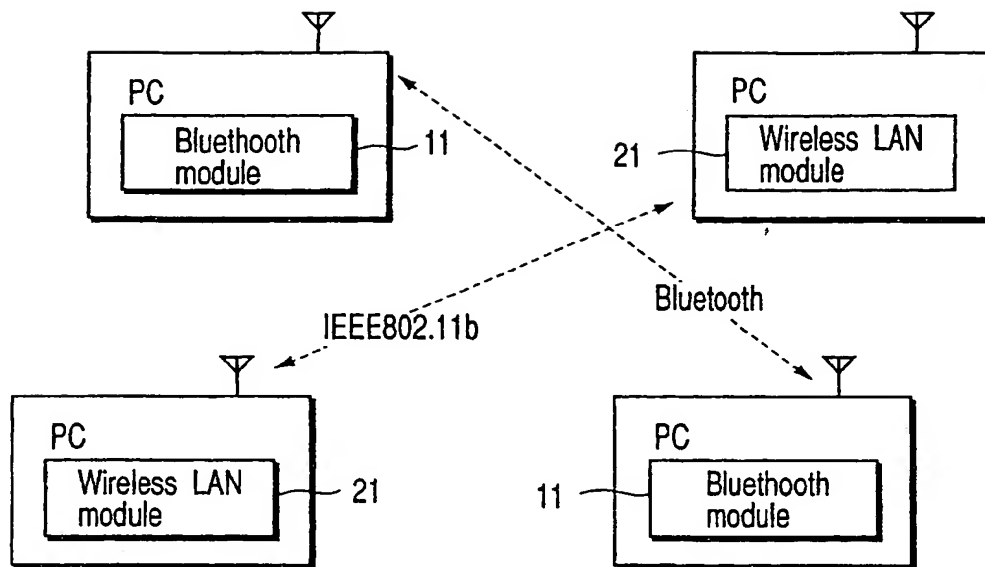 PC
Bluethooth
module
11
PC
21
Wireless LAN
module
Bluetooth
IEEE802.11b
PC
Wireless LAN
module
21
PC
11
Bluethooth
module